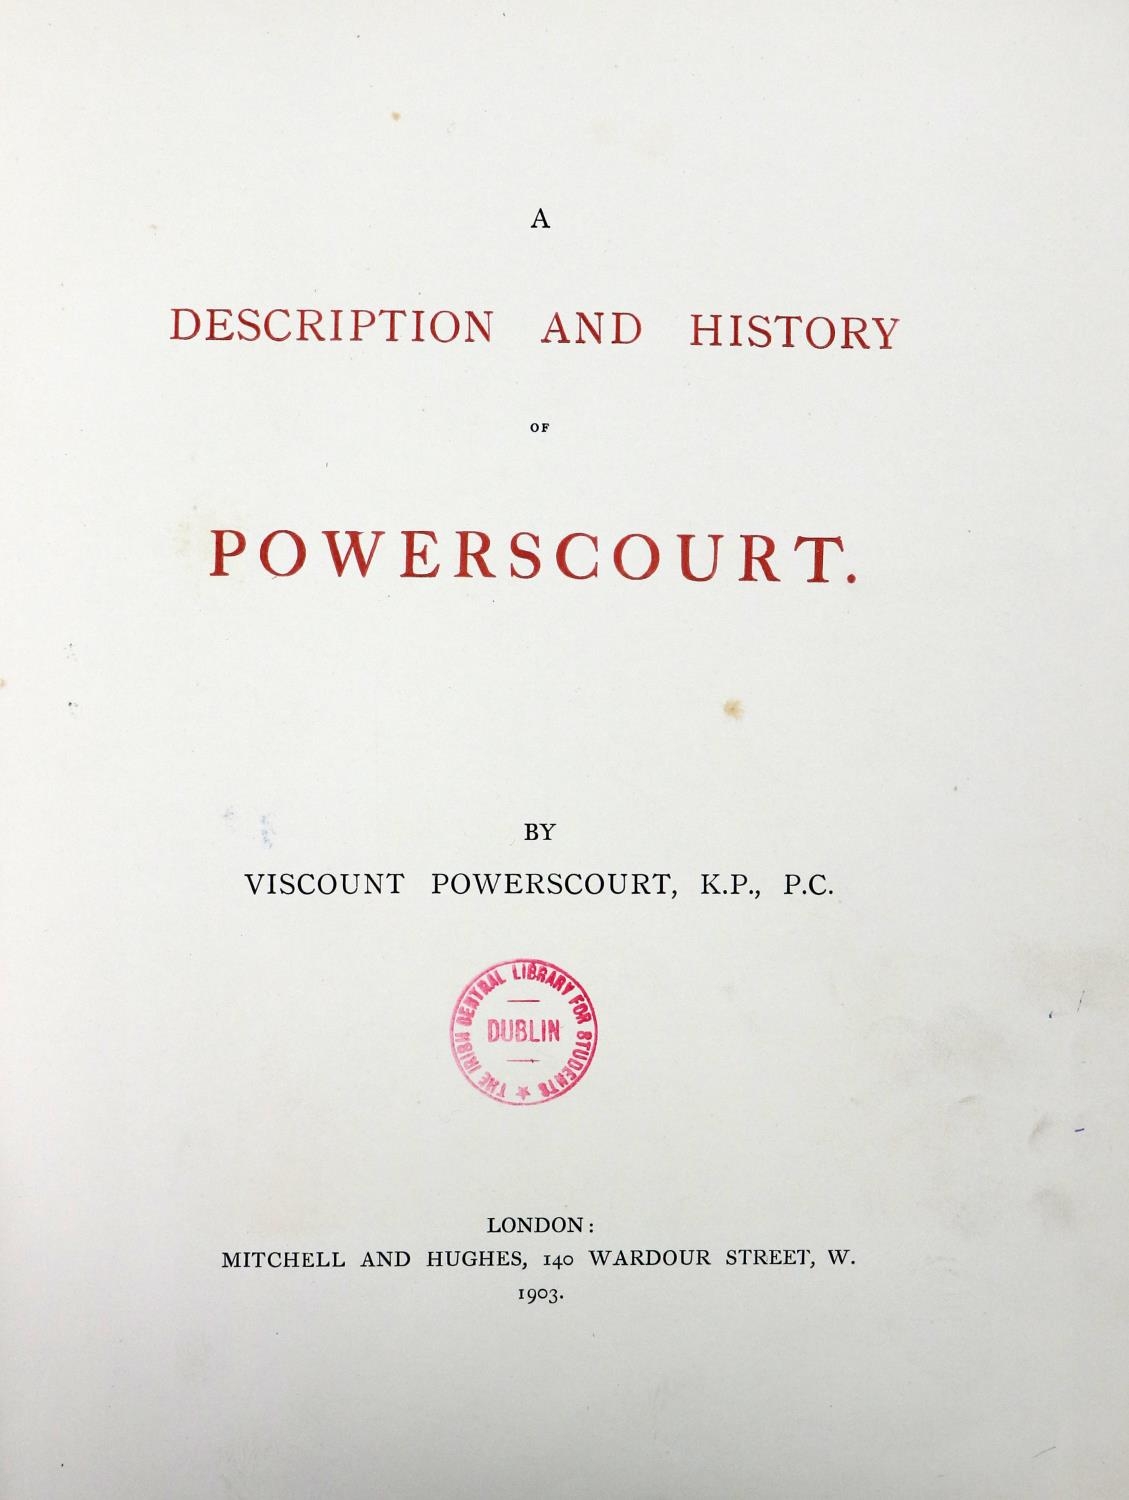 A
DESCRIPTION AND HISTORY
OF
POWERSCOURT.
BY
VISCOUNT POWERSCOURT, K.P., P.C.
THE IRISH CENTRAL LIBRARY FOR STUDENTS
DUBLIN
LONDON:
MITCHELL AND HUGHES, 140 WARDOUR STREET, W.
1903.